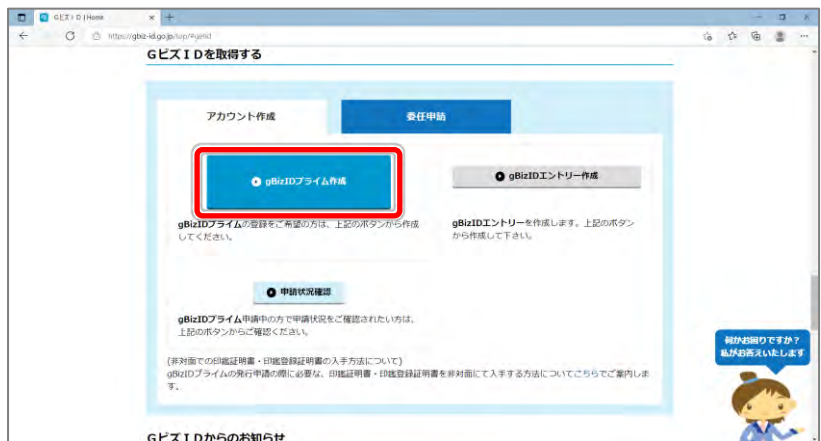 GビズID | Home
https://gbiz-id.go.jp/top/#getid
GビズIDを取得する
アカウント作成
委任申請
gBizIDプライム作成
gBizIDエントリー作成
gBizIDプライムの登録をご希望の方は、上記のボタンから作成
してください。
gBizIDエントリーを作成します。上記のボタン
から作成して下さい。
申請状況確認
gBizIDプライム申請中の方で申請状況をご確認されたい方は、
上記のボタンからご確認ください。
(非対面での印鑑証明書・印鑑登録証明書の入手方法について)
gBizIDプライムの発行申請の際に必要な、印鑑証明書・印鑑登録証明書を非対面にて入手する方法についてこちらでご案内しま
す。
何かお困りですか?
私がお答えいたします
GビズIDからのお知らせ